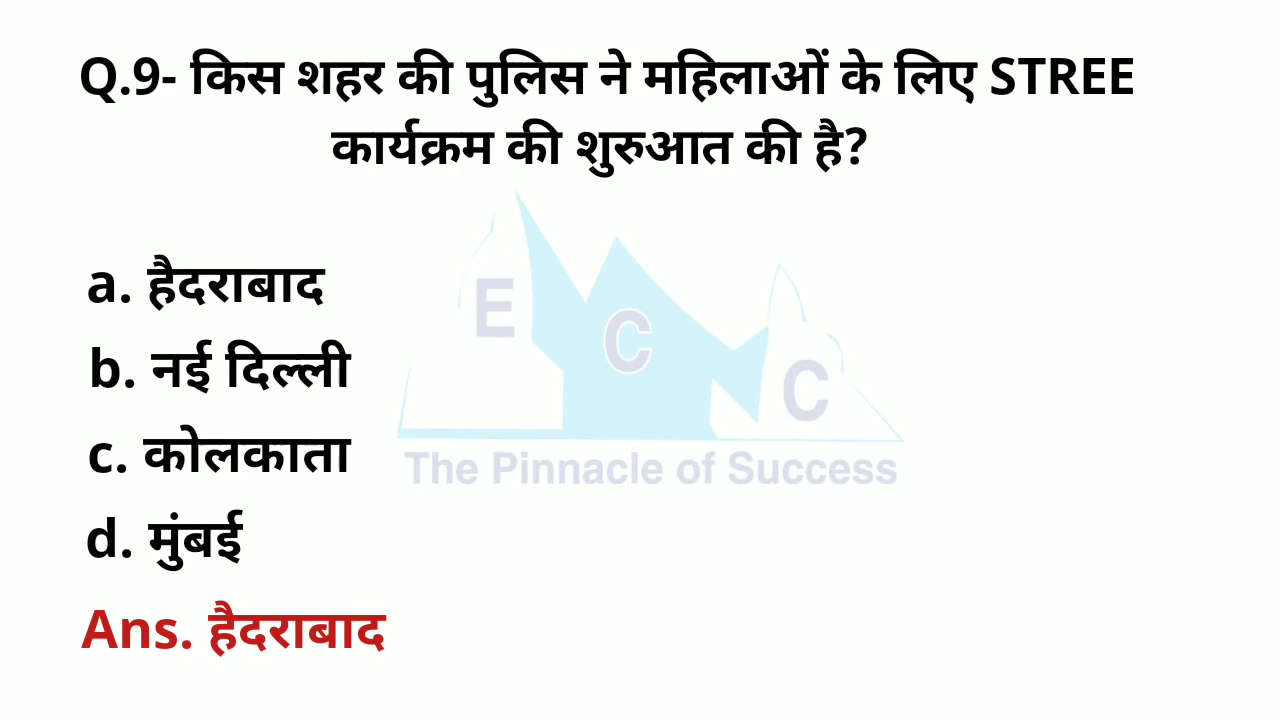 Q.9- किस शहर की पुलिस ने महिलाओं के लिए STREE
कार्यक्रम की शुरुआत की है?
a. हैदराबाद
b. नई दिल्ली
c. कोलकाता
d. मुंबई
Ans. हैदराबाद
E
C
C
The Pinnacle of Success